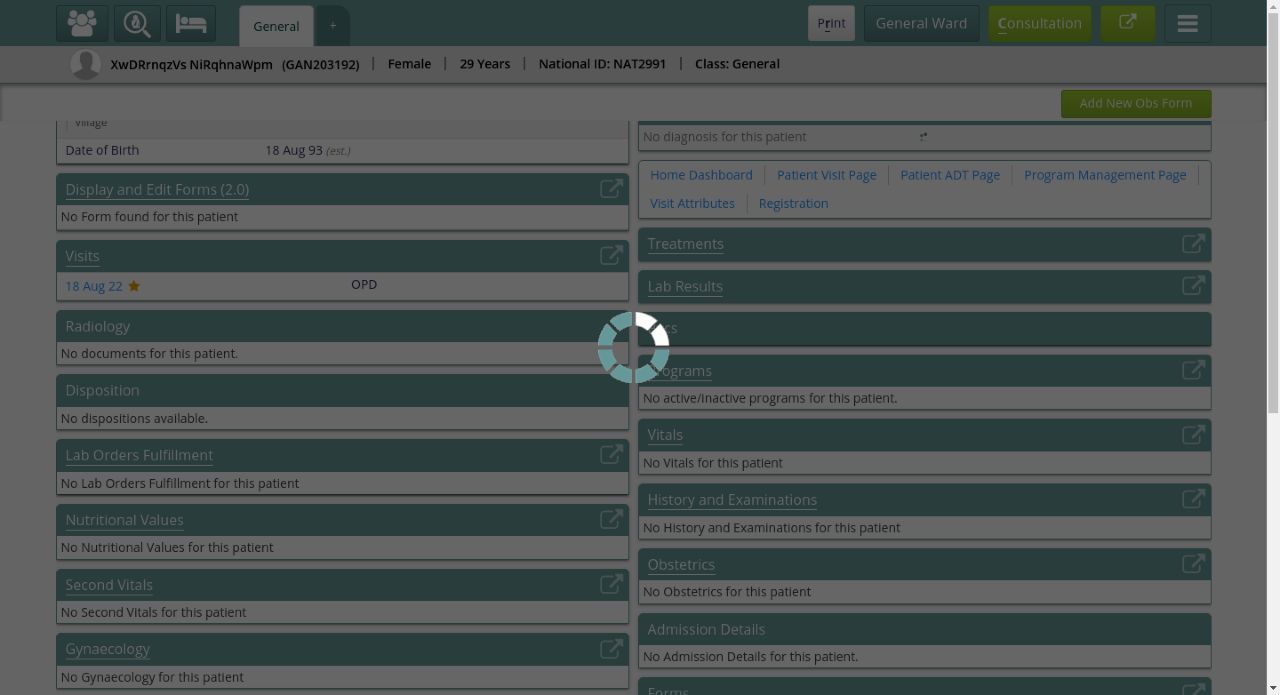 General
+
Print
General Ward
Consultation
XwDRrnqzVs NiRqhnaWpm (GAN203192) | Female | 29 Years | National ID: NAT2991 | Class: General
Add New Obs Form
Village
Date of Birth 18 Aug 93 (est.)
Display and Edit Forms (2.0)
No Form found for this patient
Visits
18 Aug 22 OPD
Radiology
No documents for this patient.
Disposition
No dispositions available.
Lab Orders Fulfillment
No Lab Orders Fulfillment for this patient
Nutritional Values
No Nutritional Values for this patient
Second Vitals
No Second Vitals for this patient
Gynaecology
No Gynaecology for this patient
No diagnosis for this patient
Home Dashboard | Patient Visit Page | Patient ADT Page | Program Management Page |
Visit Attributes | Registration
Treatments
Lab Results
Programs
No active/inactive programs for this patient.
Vitals
No Vitals for this patient
History and Examinations
No History and Examinations for this patient
Obstetrics
No Obstetrics for this patient
Admission Details
No Admission Details for this patient.
Forms